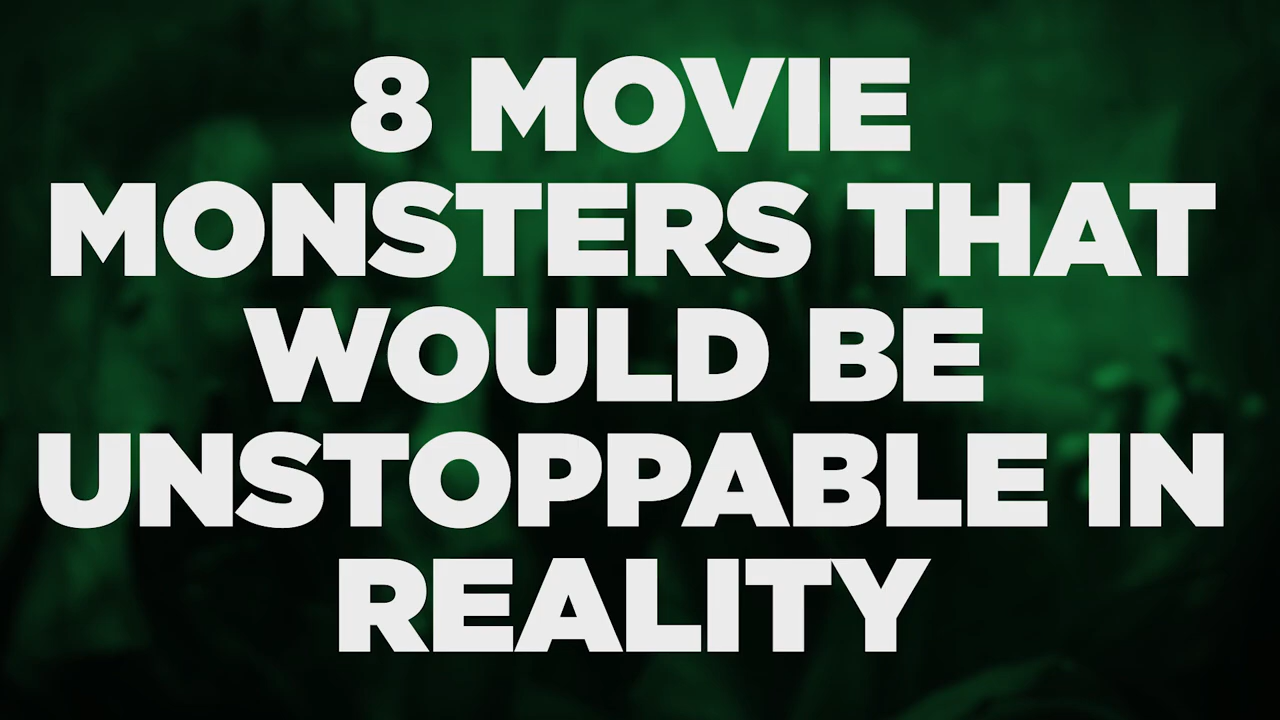 8 MOVIE
MONSTERS THAT
WOULD BE
UNSTOPPABLE IN
REALITY